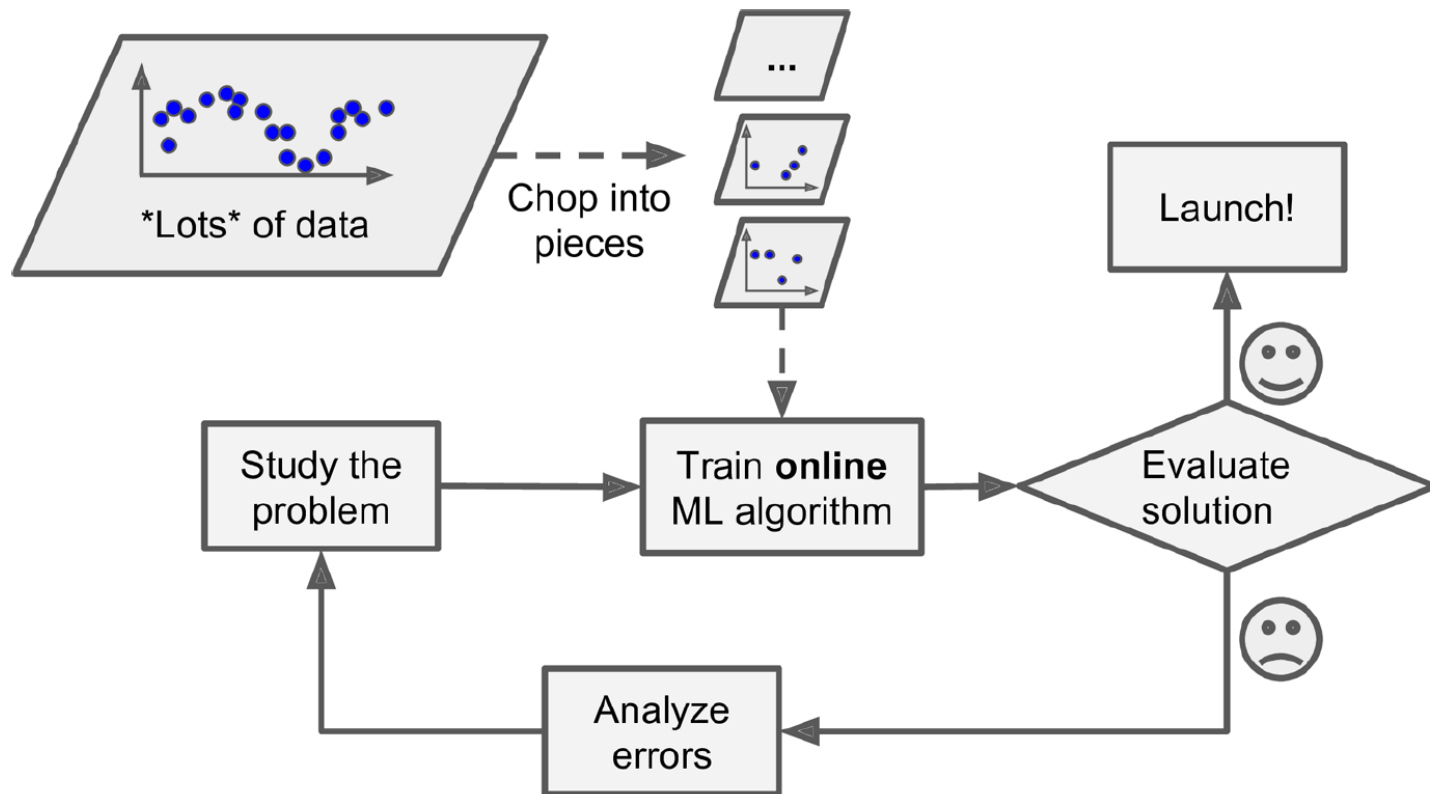 ...
*Lots* of data
Chop into
pieces
Launch!
Study the
problem
Train online
ML algorithm
Evaluate
solution
Analyze
errors